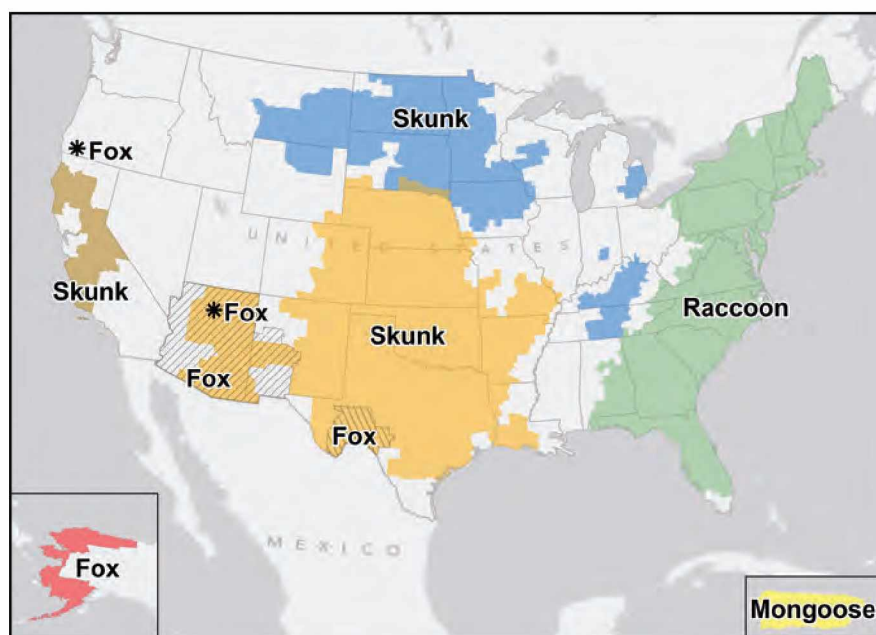 Skunk
✱Fox
UNITED STATES
Skunk
Raccoon
✱Fox
Skunk
Fox
Fox
MEXICO
Fox
Mongoose